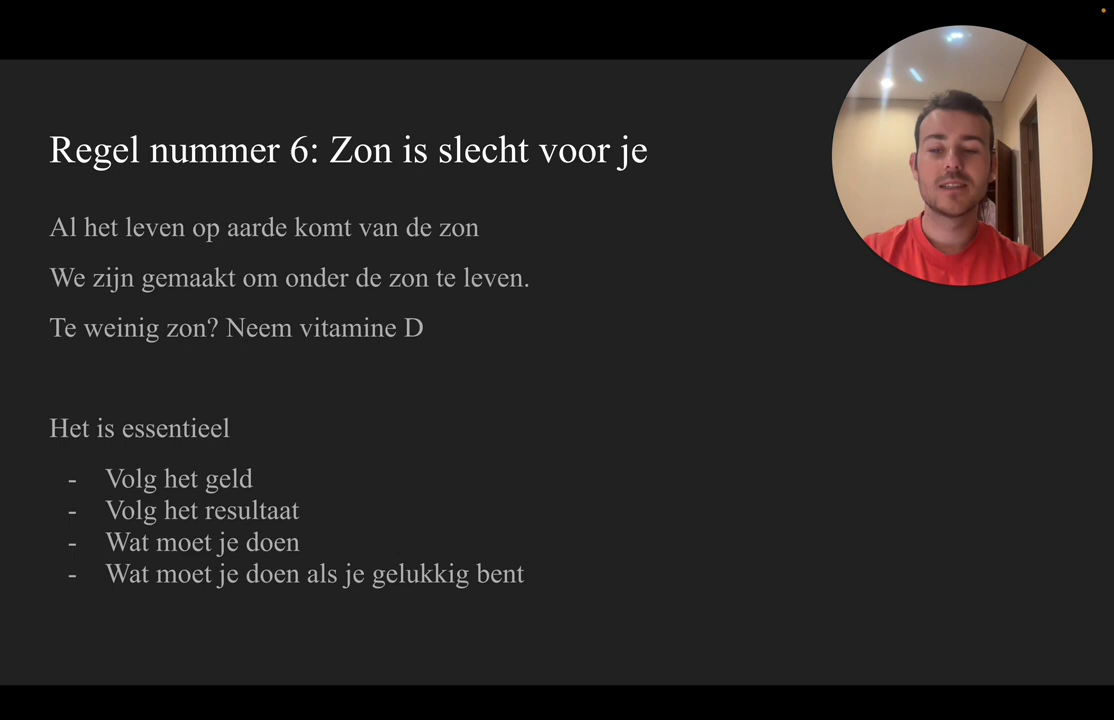 Regel nummer 6: Zon is slecht voor je
Al het leven op aarde komt van de zon
We zijn gemaakt om onder de zon te leven.
Te weinig zon? Neem vitamine D
Het is essentieel
- Volg het geld
- Volg het resultaat
- Wat moet je doen
- Wat moet je doen als je gelukkig bent